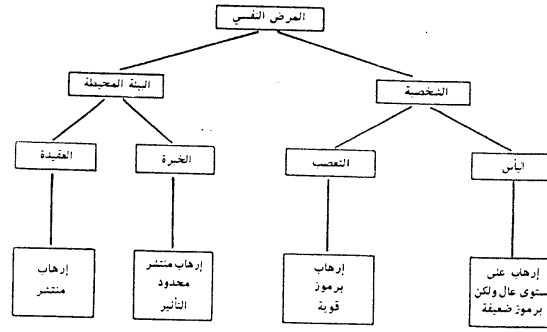 المرض النفسي
الشخصية
البيئة المحيطة
اليأس
التعصب
الخبرة
العقيدة
إرهاب على
مستوى عال ولكن
برموز ضعيفة
إرهاب
برموز
قوية
إرهاب منتشر
محدود
التأثير
إرهاب
منتشر